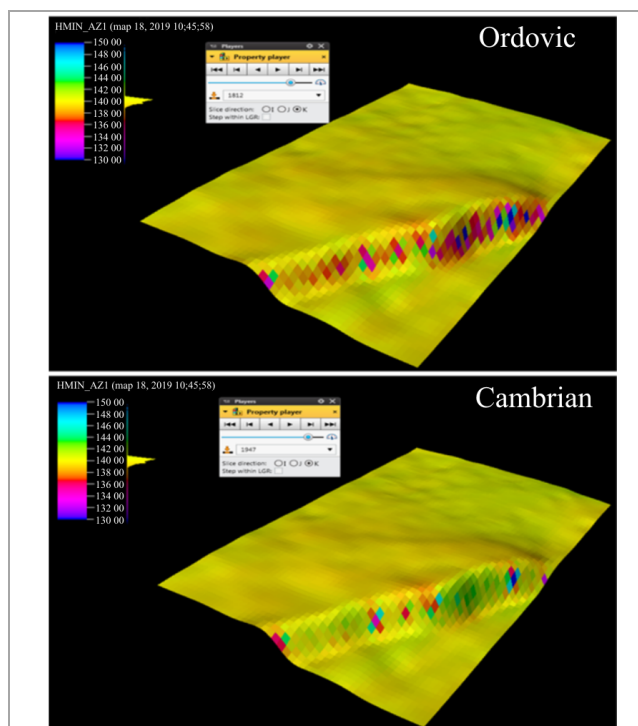 HMIN_AZ1 (map 18, 2019 10;45;58)
Ordovic
150 00
148 00
146 00
144 00
142 00
140 00
138 00
136 00
134 00
132 00
130 00
Players
Property player
1812
Slice direction: I J K
Step within LGR:
HMIN_AZ1 (map 18, 2019 10;45;58)
Cambrian
150 00
148 00
146 00
144 00
142 00
140 00
138 00
136 00
134 00
132 00
130 00
Players
Property player
1947
Slice direction: I J K
Step within LGR: